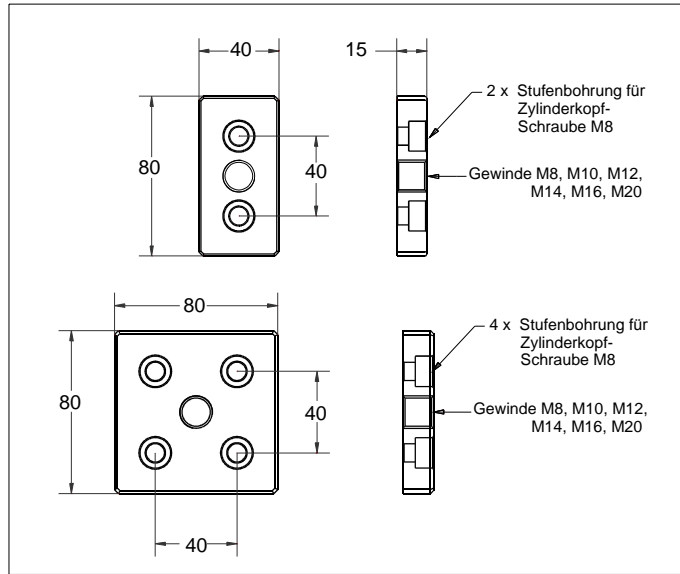 40
15
2 x Stufenbohrung für
Zylinderkopf-
Schraube M8
80
40
Gewinde M8, M10, M12,
M14, M16, M20
80
4 x Stufenbohrung für
Zylinderkopf-
Schraube M8
80
40
Gewinde M8, M10, M12,
M14, M16, M20
40